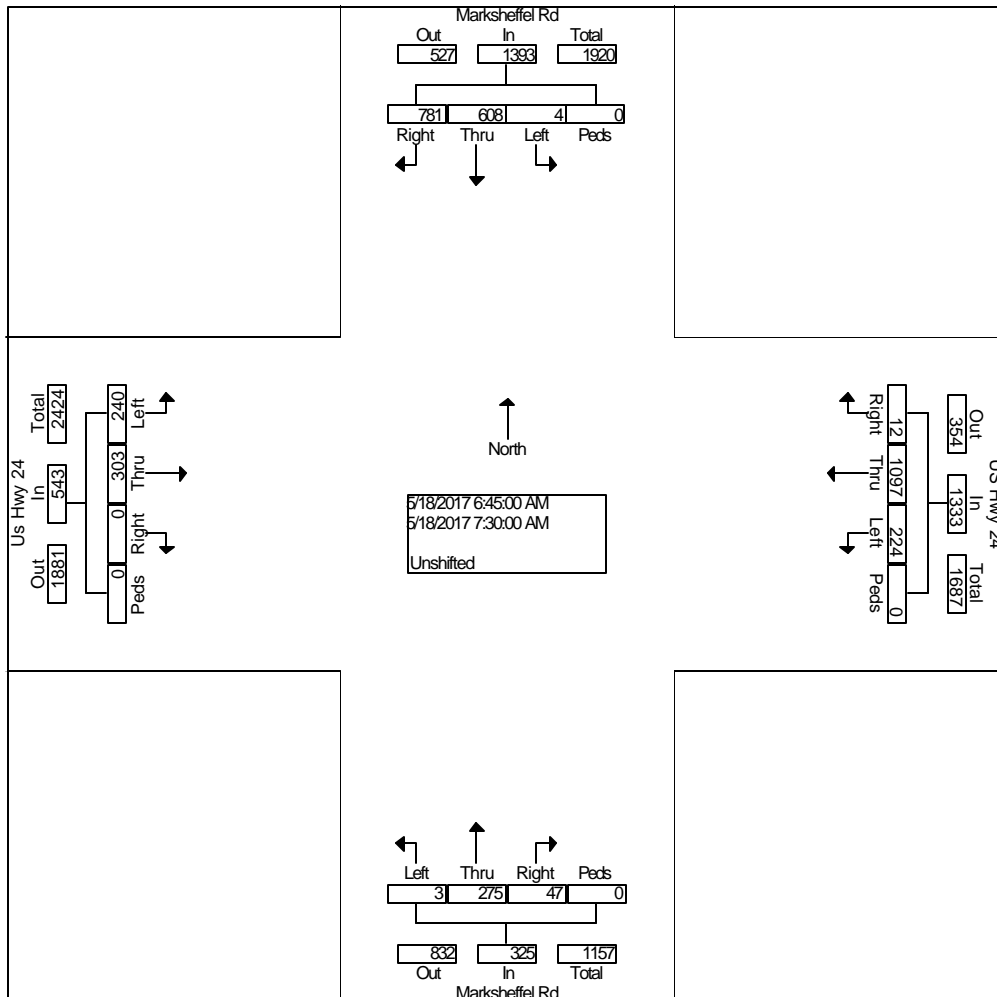 Marksheffel Rd
Out In Total
527 1393 1920
781 608 4 0
Right Thru Left Peds
Us Hwy 24
Total In Out
2424 543 1881
240 303 0 0
Left Thru Right Peds
North
5/18/2017 6:45:00 AM
5/18/2017 7:30:00 AM
Unshifted
Right Thru Left Peds
12 1097 224 0
Out In Total
354 1333 1687
US Hwy 24
Left Thru Right Peds
3 275 47 0
832 325 1157
Out In Total
Marksheffel Rd